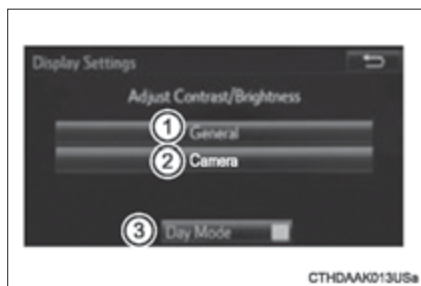 Display Settings
Adjust Contrast/Brightness
1 General
2 Camera
3 Day Mode
CTHDAAK013USa